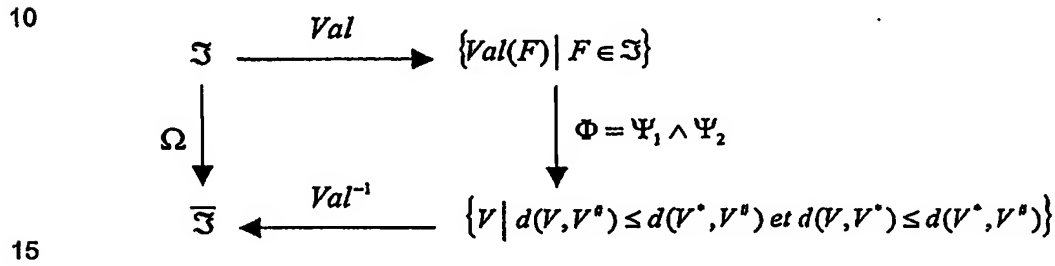 10
Val
ℑ {Val(F) | F ∈ ℑ}
Ω Φ = Ψ₁ ∧ Ψ₂
Val⁻¹
ℑ̅ {V | d(V,V°) ≤ d(V*,V°) et d(V,V*) ≤ d(V*,V°)}
15